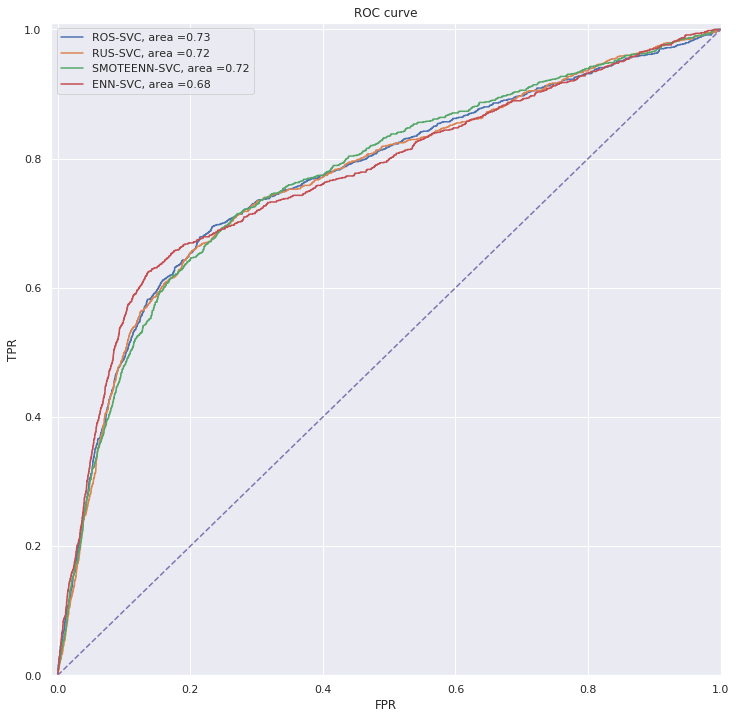 ROC curve
ROS-SVC, area =0.73
RUS-SVC, area =0.72
SMOTEENN-SVC, area =0.72
ENN-SVC, area =0.68
1.0
0.8
0.6
0.4
0.2
0.0
TPR
0.0 0.2 0.4 0.6 0.8 1.0
FPR